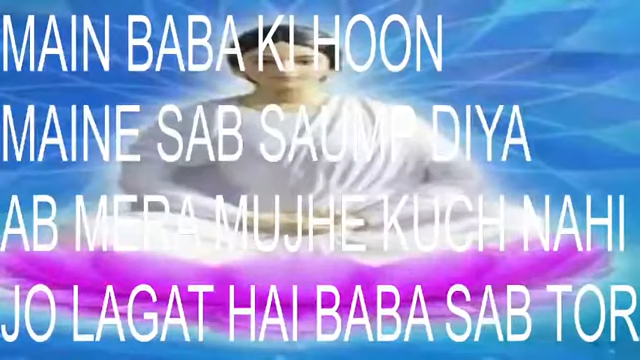 MAIN BABA KI HOON
MAINE SAB SAUMP DIYA
AB MERA MUJHE KUCH NAHI
JO LAGAT HAI BABA SAB TOR